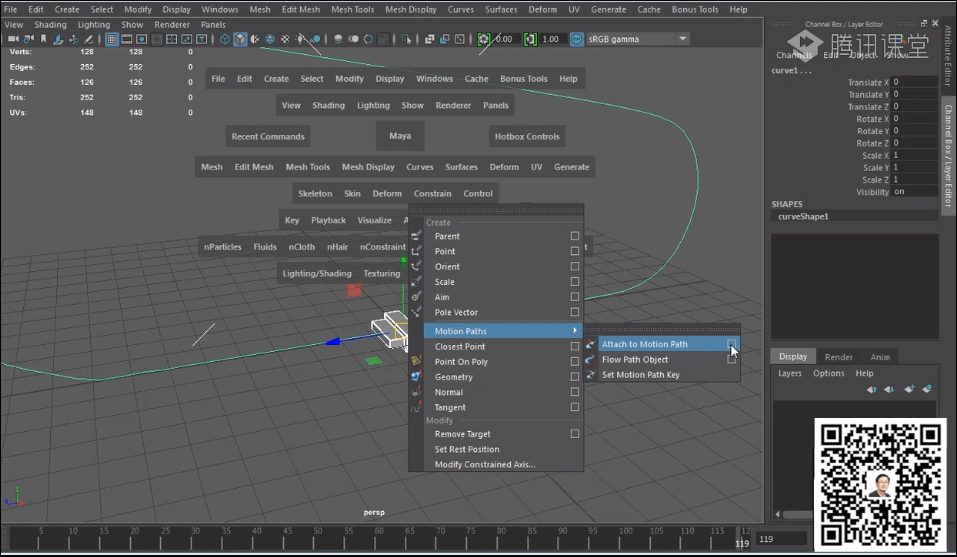 File Edit Create Select Modify Display Windows Mesh Edit Mesh Mesh Tools Mesh Display Curves Surfaces Deform UV Generate Cache Bonus Tools Help
View Shading Lighting Show Renderer Panels
Channel Box / Layer Editor
0.00 1.00 sRGB gamma
腾讯课堂
Channels Edit Object Show
Verts: 128 128 0
Edges: 252 252 0
Faces: 126 126 0
Tris: 252 252 0
UVs: 148 148 0
curve1 . . .
Translate X 0
Translate Y 0
Translate Z 0
Rotate X 0
Rotate Y 0
Rotate Z 0
Scale X 1
Scale Y 1
Scale Z 1
Visibility on
SHAPES
curveShape1
Attribute Editor
Channel Box / Layer Editor
File Edit Create Select Modify Display Windows Cache Bonus Tools Help
View Shading Lighting Show Renderer Panels
Recent Commands Maya Hotbox Controls
Mesh Edit Mesh Mesh Tools Mesh Display Curves Surfaces Deform UV Generate
Skeleton Skin Deform Constrain Control
Key Playback Visualize
nParticles Fluids nCloth nHair nConstraint
Lighting/Shading Texturing
Create
Parent
Point
Orient
Scale
Aim
Pole Vector
Motion Paths
Closest Point
Point On Poly
Geometry
Normal
Tangent
Modify
Remove Target
Set Rest Position
Modify Constrained Axis...
Attach to Motion Path
Flow Path Object
Set Motion Path Key
Display Render Anim
Layers Options Help
persp
5 10 15 20 25 30 35 40 45 50 55 60 65 70 75 80 85 90 95 100 105 110 115 12
119 119